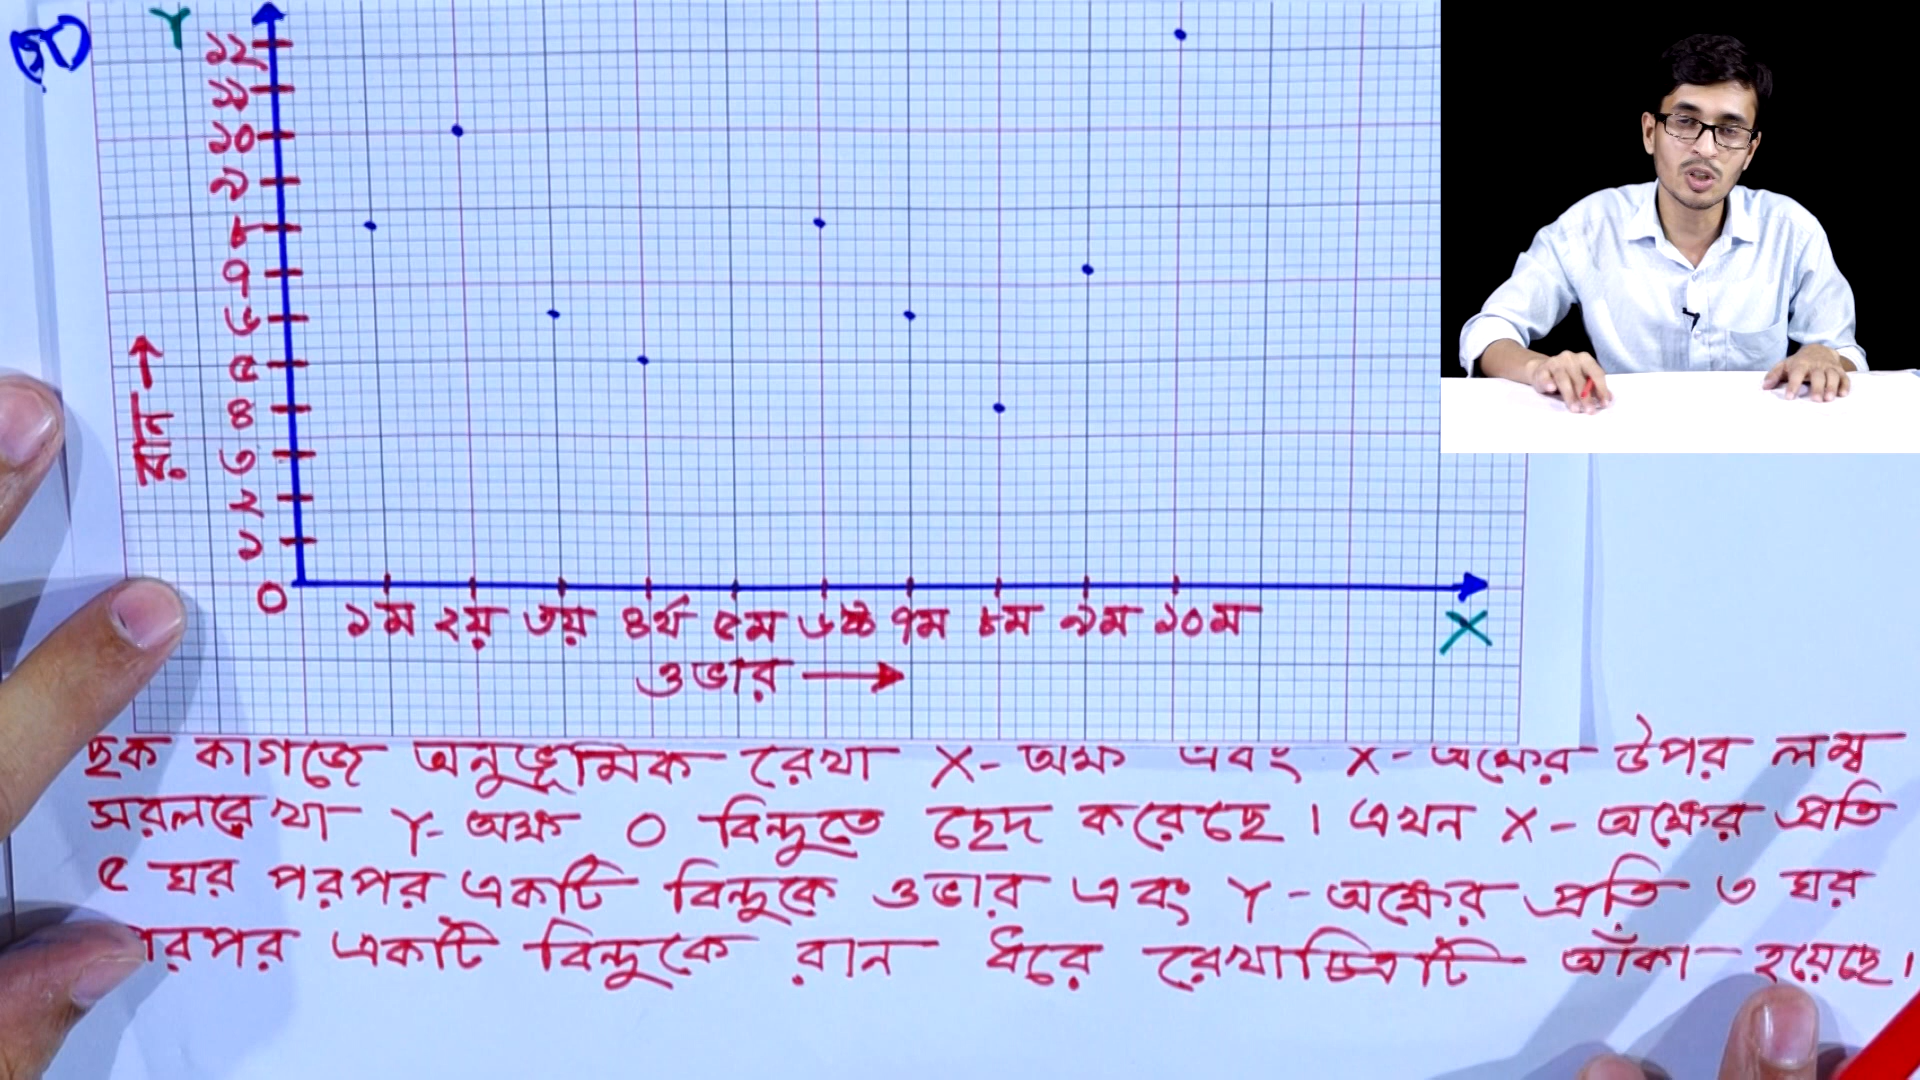 Y
১২
১১
১০
৯
৮
৭
৬
৫
৪
৩
২
১
০
রান →
১ম ২য় ৩য় ৪র্থ ৫ম ৬ষ্ঠ ৭ম ৮ম ৯ম ১০ম
X
ওভার →
ছক কাগজে অনুভূমিক রেখা X-অক্ষ এবং X-অক্ষের উপর লম্ব
সরলরেখা Y-অক্ষ O বিন্দুতে ছেদ করেছে। এখন X-অক্ষের প্রতি
৫ ঘর পরপর একটি বিন্দুকে ওভার এবং Y-অক্ষের প্রতি ৩ ঘর
পরপর একটি বিন্দুকে রান ধরে রেখাচিত্রটি আঁকা হয়েছে।